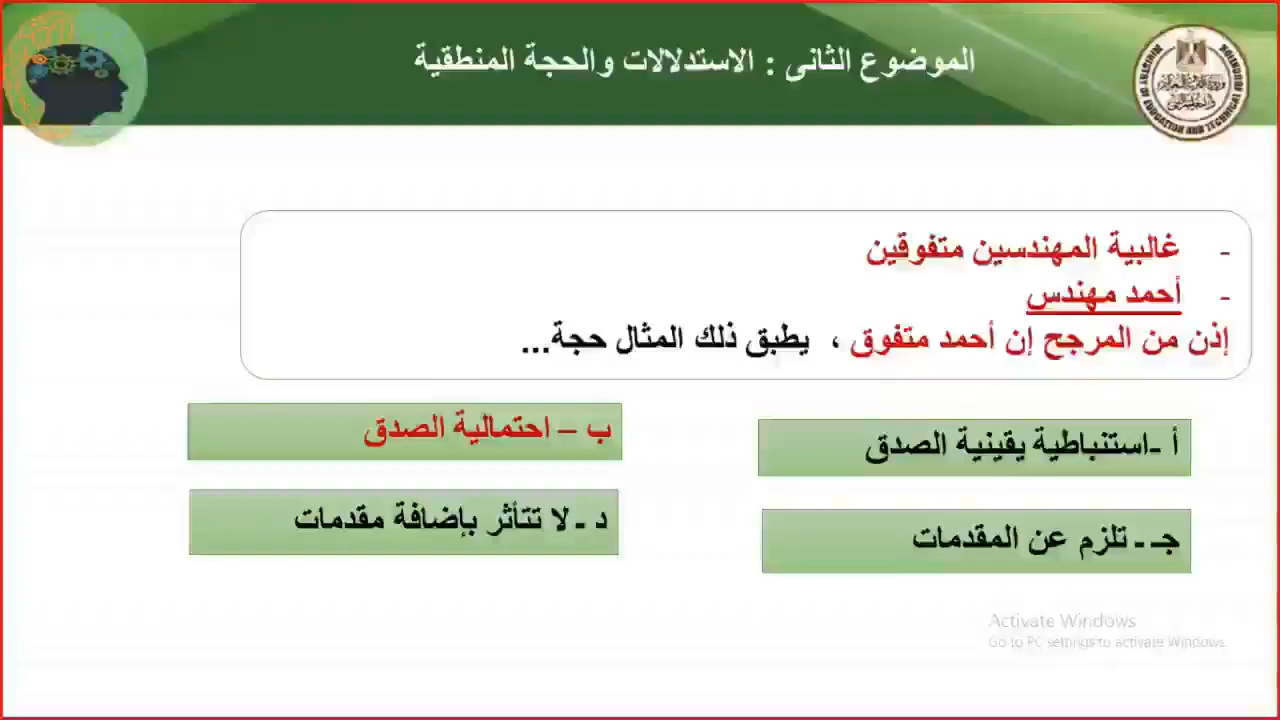 الموضوع الثانى : الاستدلالات والحجة المنطقية
- غالبية المهندسين متفوقين
- أحمد مهندس
إذن من المرجح إن أحمد متفوق ، يطبق ذلك المثال حجة...
أ -استنباطية يقينية الصدق
ب – احتمالية الصدق
جـ - تلزم عن المقدمات
د - لا تتأثر بإضافة مقدمات
Activate Windows
Go to PC settings to activate Windows.